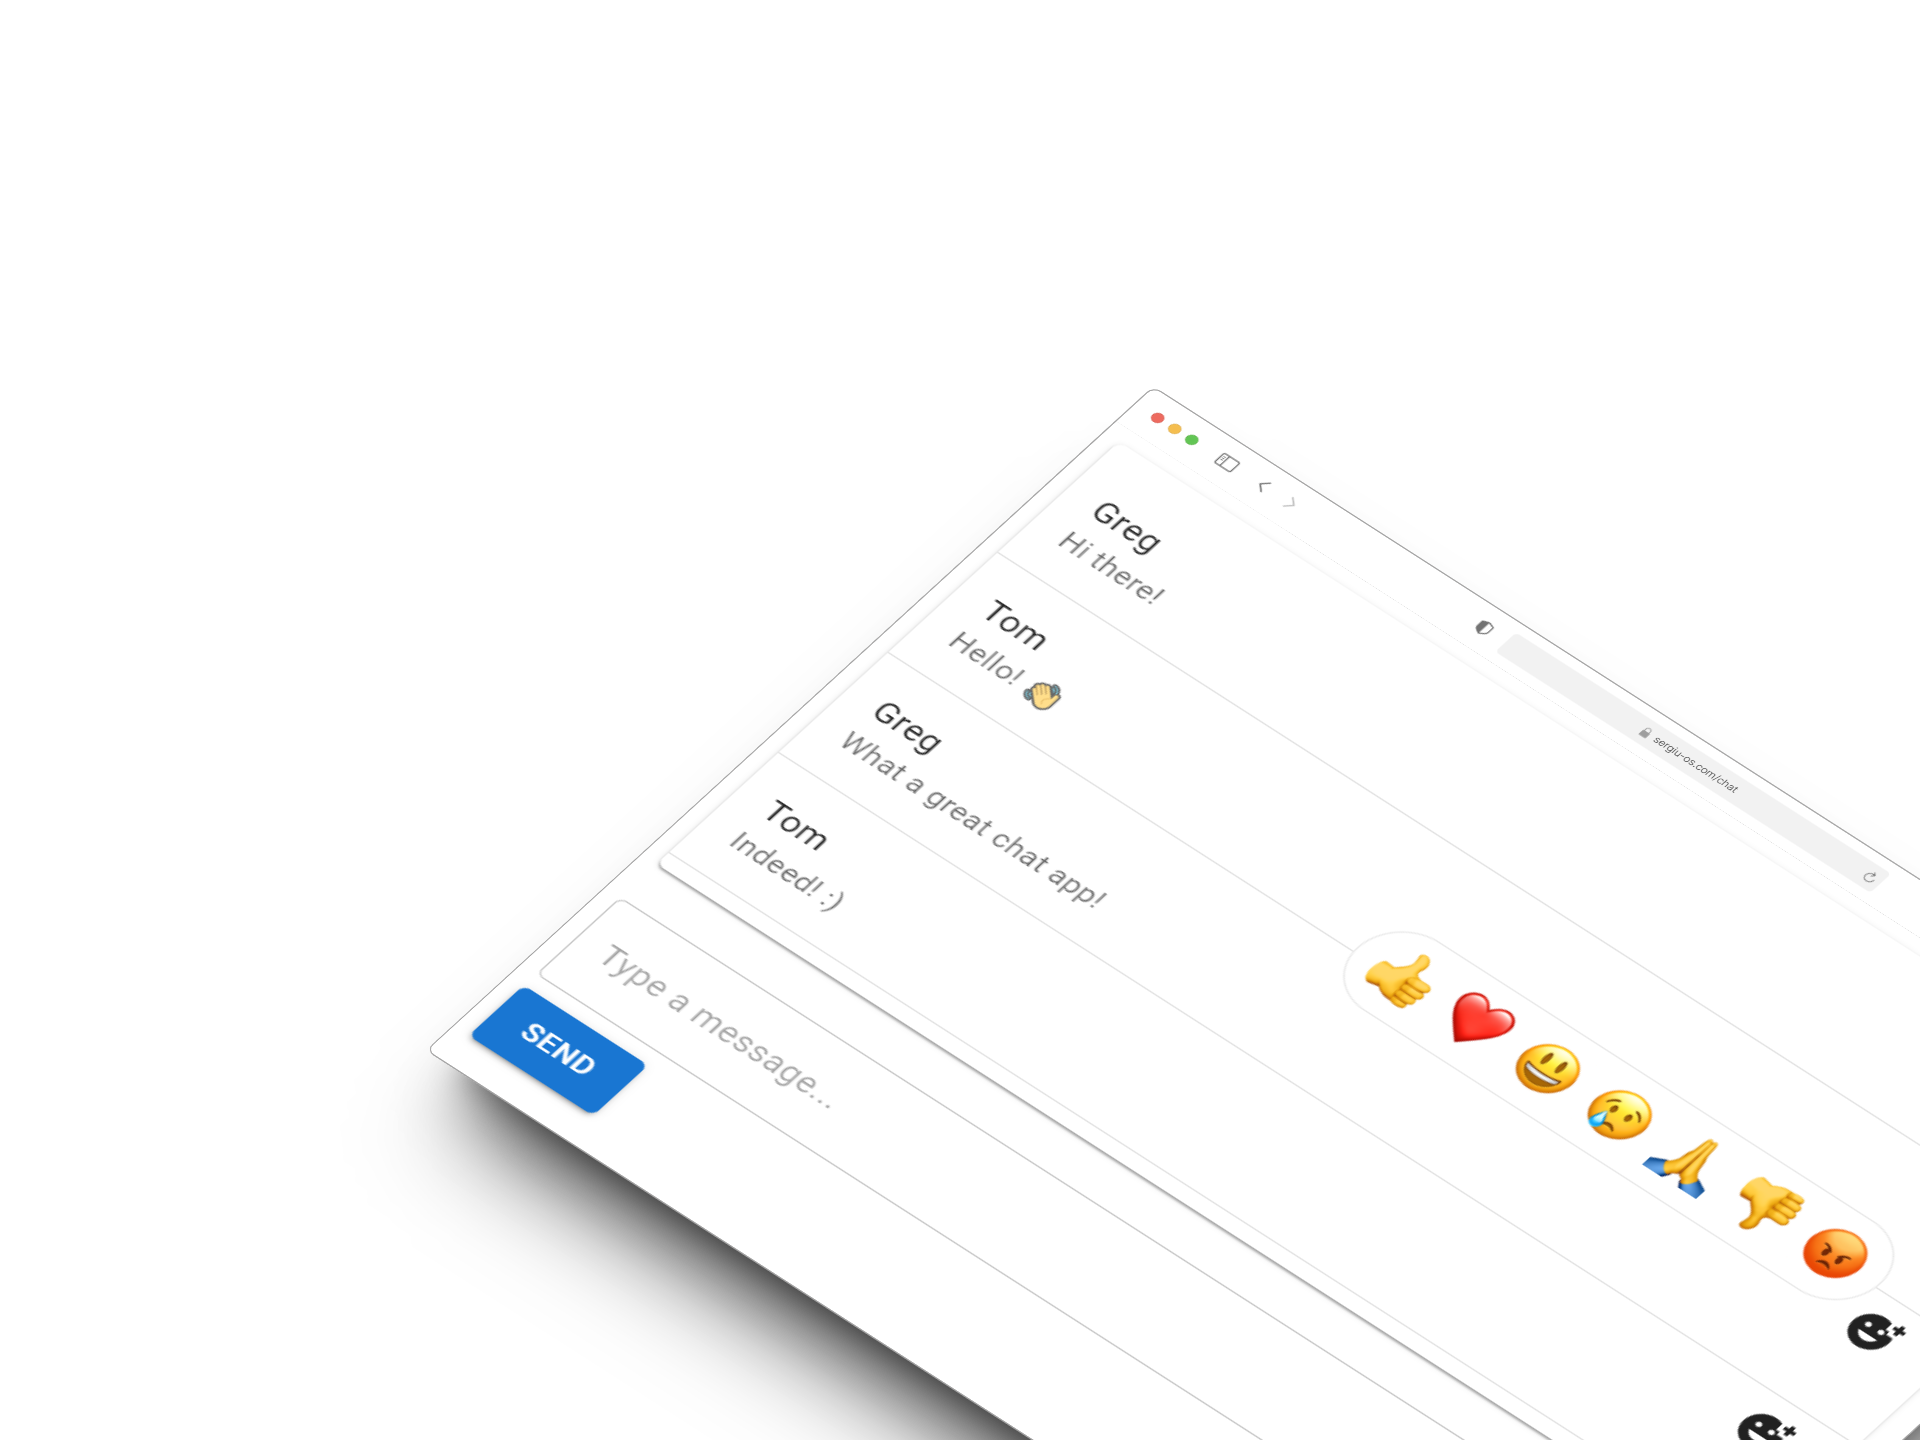 sergiu-os.com/chat
Greg
Hi there!
Tom
Hello! 👋
Greg
What a great chat app!
Tom
Indeed! :)
Type a message...
SEND